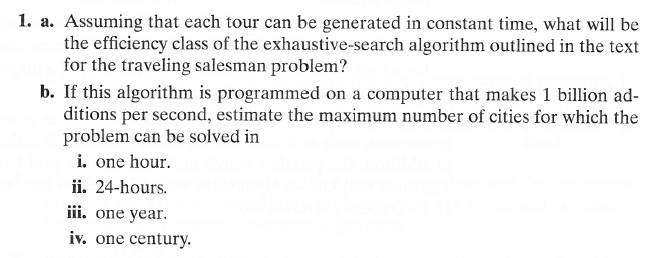 1. a. Assuming that each tour can be generated in constant time, what will be
the efficiency class of the exhaustive-search algorithm outlined in the text
for the traveling salesman problem?
b. If this algorithm is programmed on a computer that makes 1 billion ad-
ditions per second, estimate the maximum number of cities for which the
problem can be solved in
i. one hour.
ii. 24-hours.
iii. one year.
iv. one century.